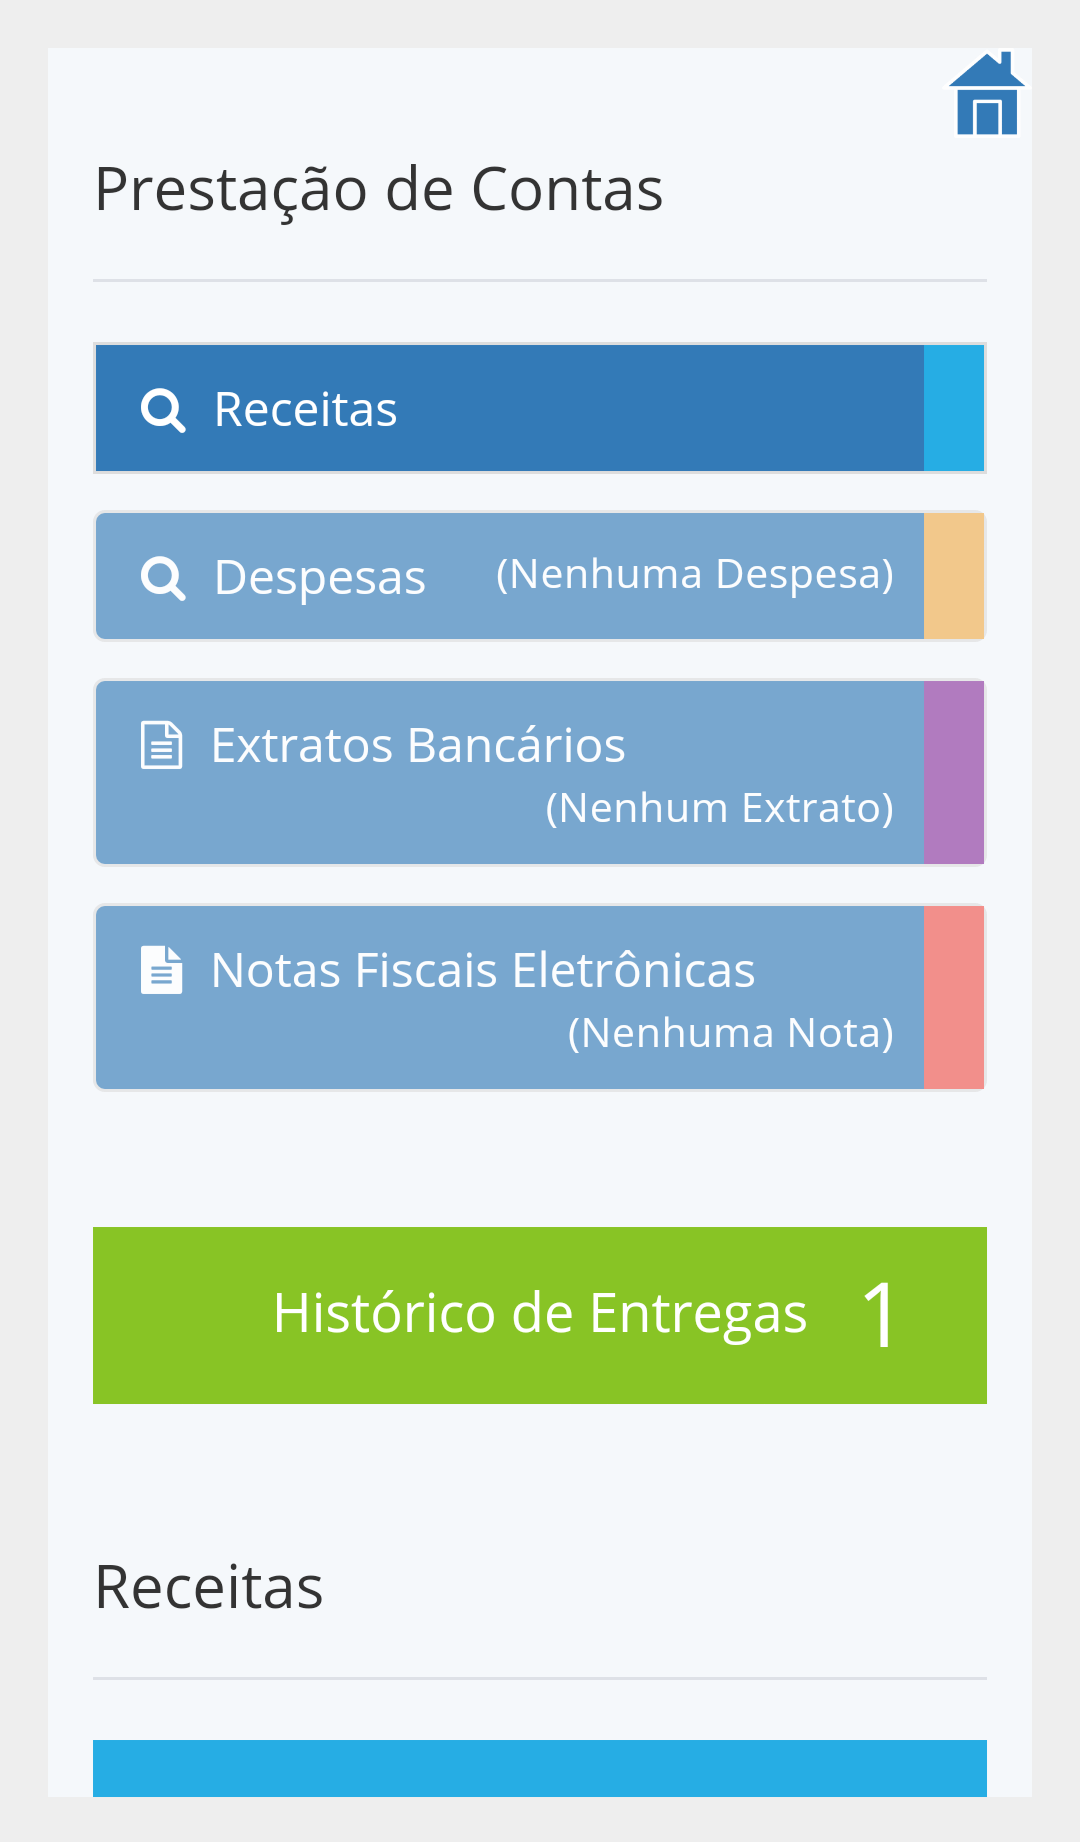 Prestação de Contas
Receitas
Despesas (Nenhuma Despesa)
Extratos Bancários
(Nenhum Extrato)
Notas Fiscais Eletrônicas
(Nenhuma Nota)
Histórico de Entregas 1
Receitas